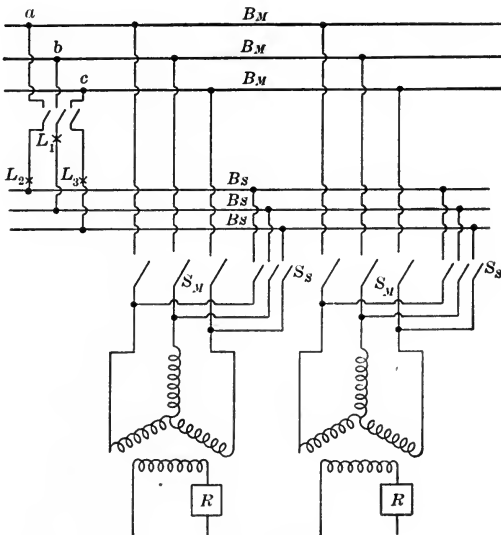 a B_M
b B_M
c B_M
L_1
L_2 L_3
B_S
B_S
B_S
S_M S_S S_M S_S
R R